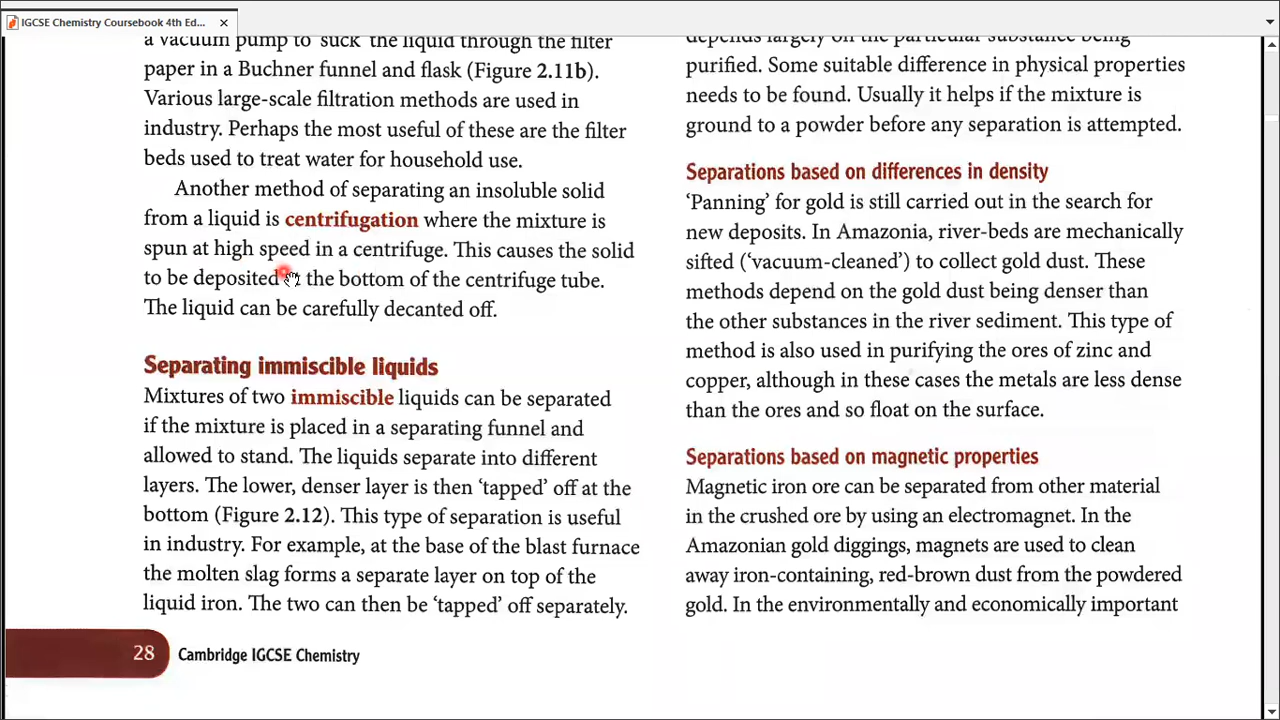 IGCSE Chemistry Coursebook 4th Ed...
a vacuum pump to 'suck' the liquid through the filter
paper in a Buchner funnel and flask (Figure 2.11b).
Various large-scale filtration methods are used in
industry. Perhaps the most useful of these are the filter
beds used to treat water for household use.
Another method of separating an insoluble solid
from a liquid is centrifugation where the mixture is
spun at high speed in a centrifuge. This causes the solid
to be deposited the bottom of the centrifuge tube.
The liquid can be carefully decanted off.
Separating immiscible liquids
Mixtures of two immiscible liquids can be separated
if the mixture is placed in a separating funnel and
allowed to stand. The liquids separate into different
layers. The lower, denser layer is then 'tapped' off at the
bottom (Figure 2.12). This type of separation is useful
in industry. For example, at the base of the blast furnace
the molten slag forms a separate layer on top of the
liquid iron. The two can then be 'tapped' off separately.
depends largely on the particular substance being
purified. Some suitable difference in physical properties
needs to be found. Usually it helps if the mixture is
ground to a powder before any separation is attempted.
Separations based on differences in density
'Panning' for gold is still carried out in the search for
new deposits. In Amazonia, river-beds are mechanically
sifted ('vacuum-cleaned') to collect gold dust. These
methods depend on the gold dust being denser than
the other substances in the river sediment. This type of
method is also used in purifying the ores of zinc and
copper, although in these cases the metals are less dense
than the ores and so float on the surface.
Separations based on magnetic properties
Magnetic iron ore can be separated from other material
in the crushed ore by using an electromagnet. In the
Amazonian gold diggings, magnets are used to clean
away iron-containing, red-brown dust from the powdered
gold. In the environmentally and economically important
28 Cambridge IGCSE Chemistry